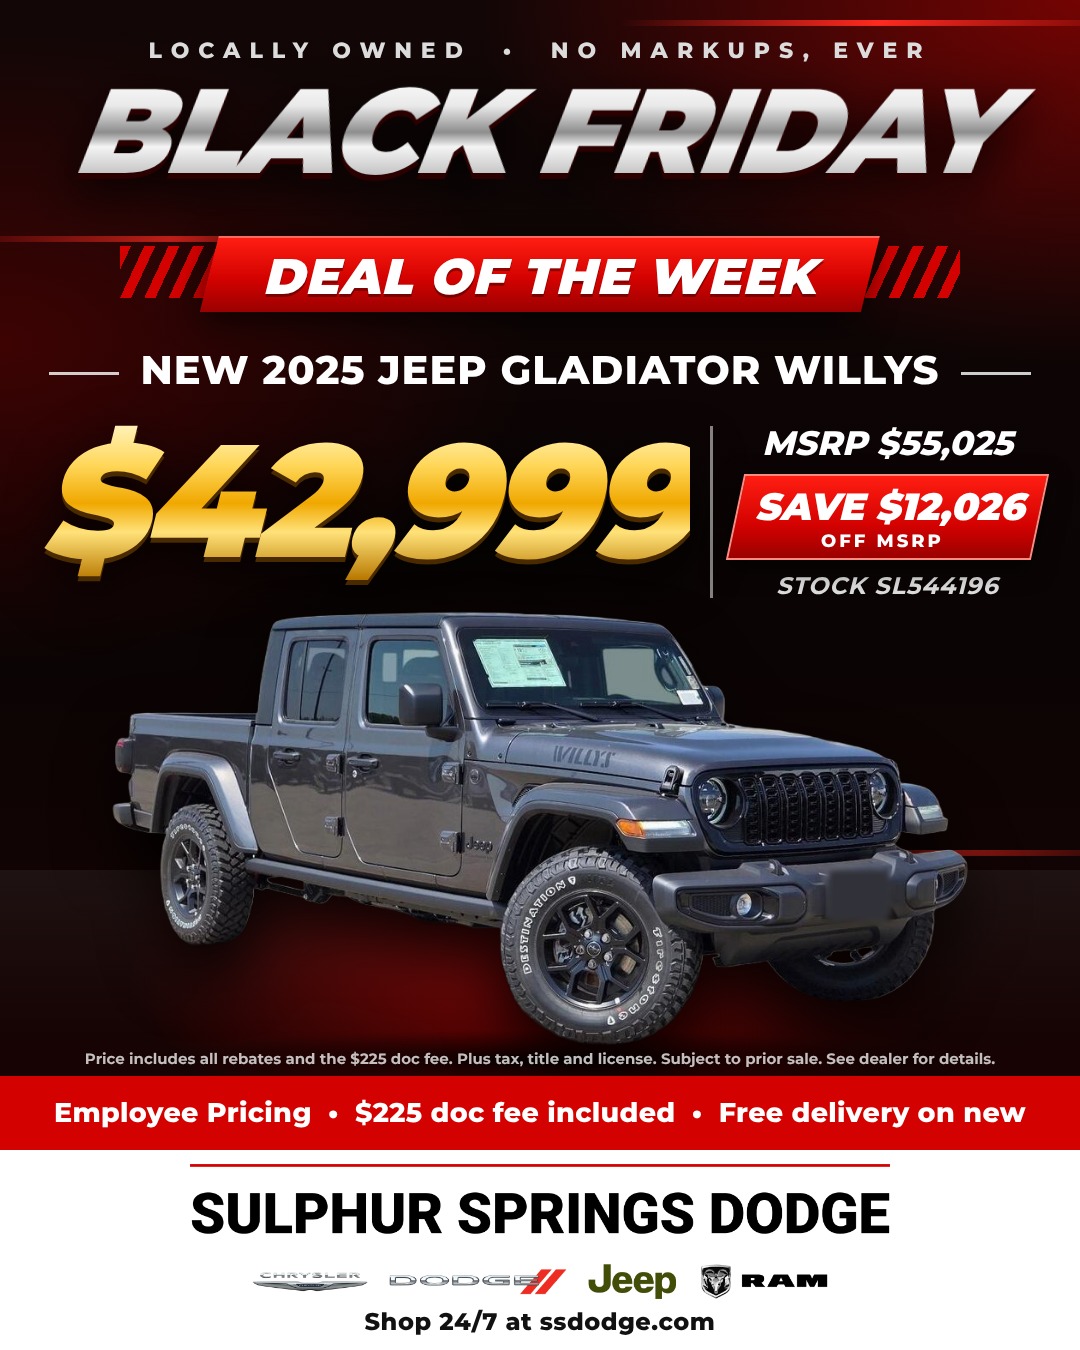 LOCALLY OWNED • NO MARKUPS, EVER
BLACK FRIDAY
DEAL OF THE WEEK
NEW 2025 JEEP GLADIATOR WILLYS
$42,999
MSRP $55,025
SAVE $12,026
OFF MSRP
STOCK SL544196
WILLYS
Jeep
DESTINATION
Firestone
Price includes all rebates and the $225 doc fee. Plus tax, title and license. Subject to prior sale. See dealer for details.
Employee Pricing • $225 doc fee included • Free delivery on new
SULPHUR SPRINGS DODGE
CHRYSLER DODGE Jeep RAM
Shop 24/7 at ssdodge.com